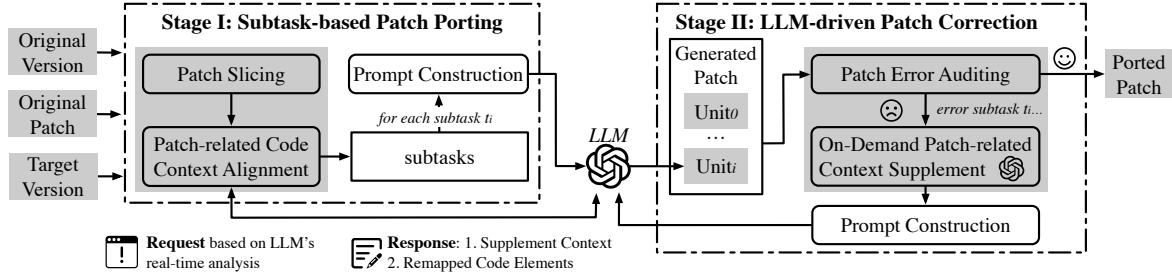 Stage I: Subtask-based Patch Porting
Original
Version
Original
Patch
Target
Version
Patch Slicing
Patch-related Code
Context Alignment
Prompt Construction
for each subtask ti
subtasks
LLM
Stage II: LLM-driven Patch Correction
Generated
Patch
Unit0
...
Uniti
Patch Error Auditing
error subtask ti...
On-Demand Patch-related
Context Supplement
Prompt Construction
Ported
Patch
Request based on LLM's
real-time analysis
Response: 1. Supplement Context
2. Remapped Code Elements